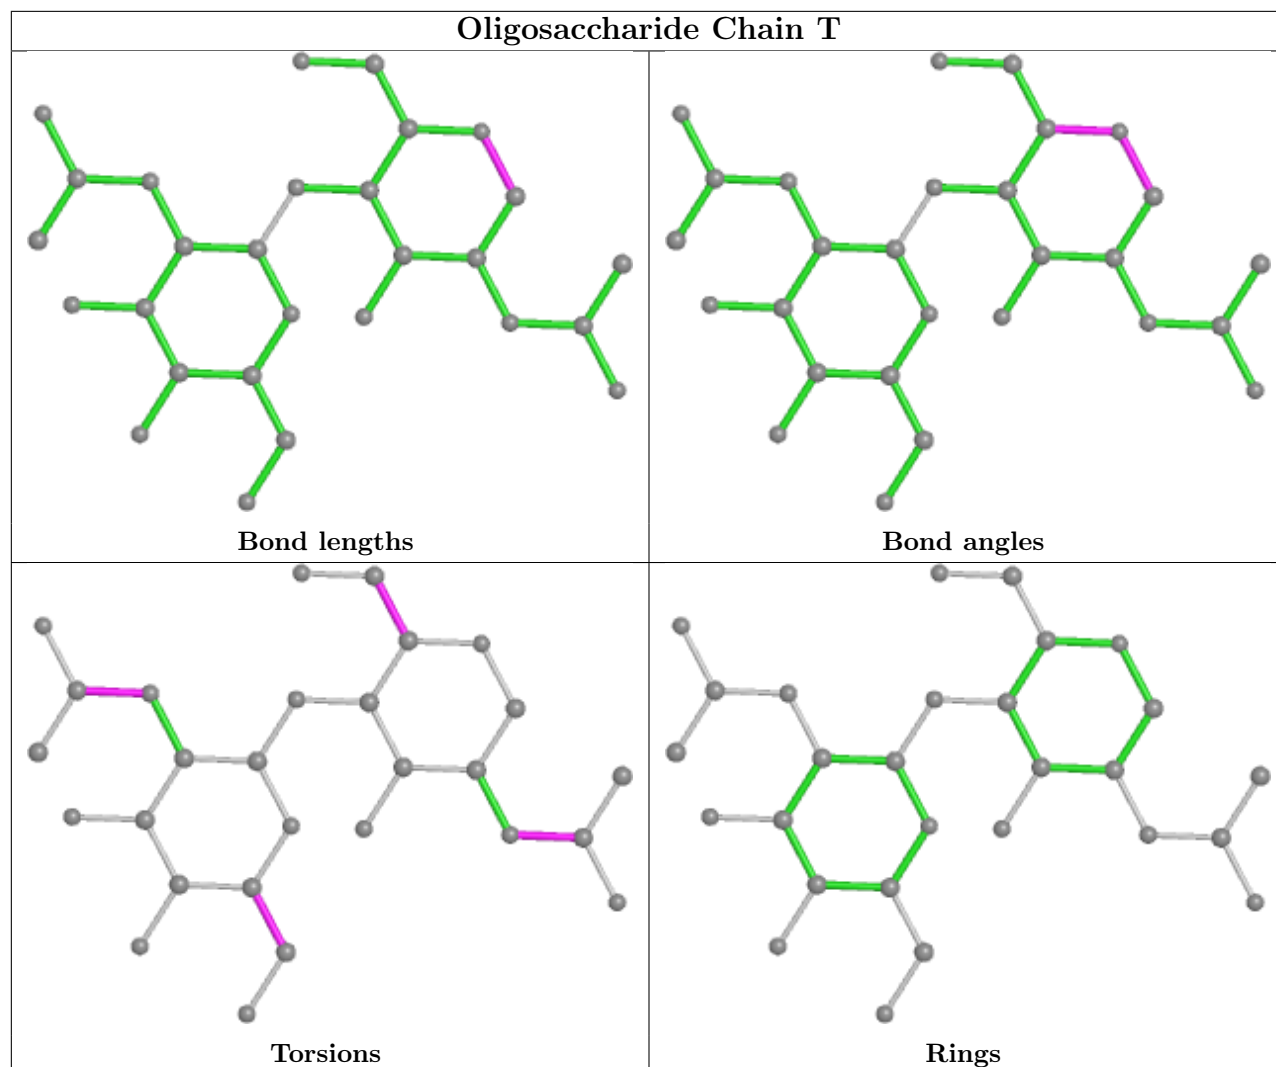 Oligosaccharide Chain T
Bond lengths
Bond angles
Torsions
Rings